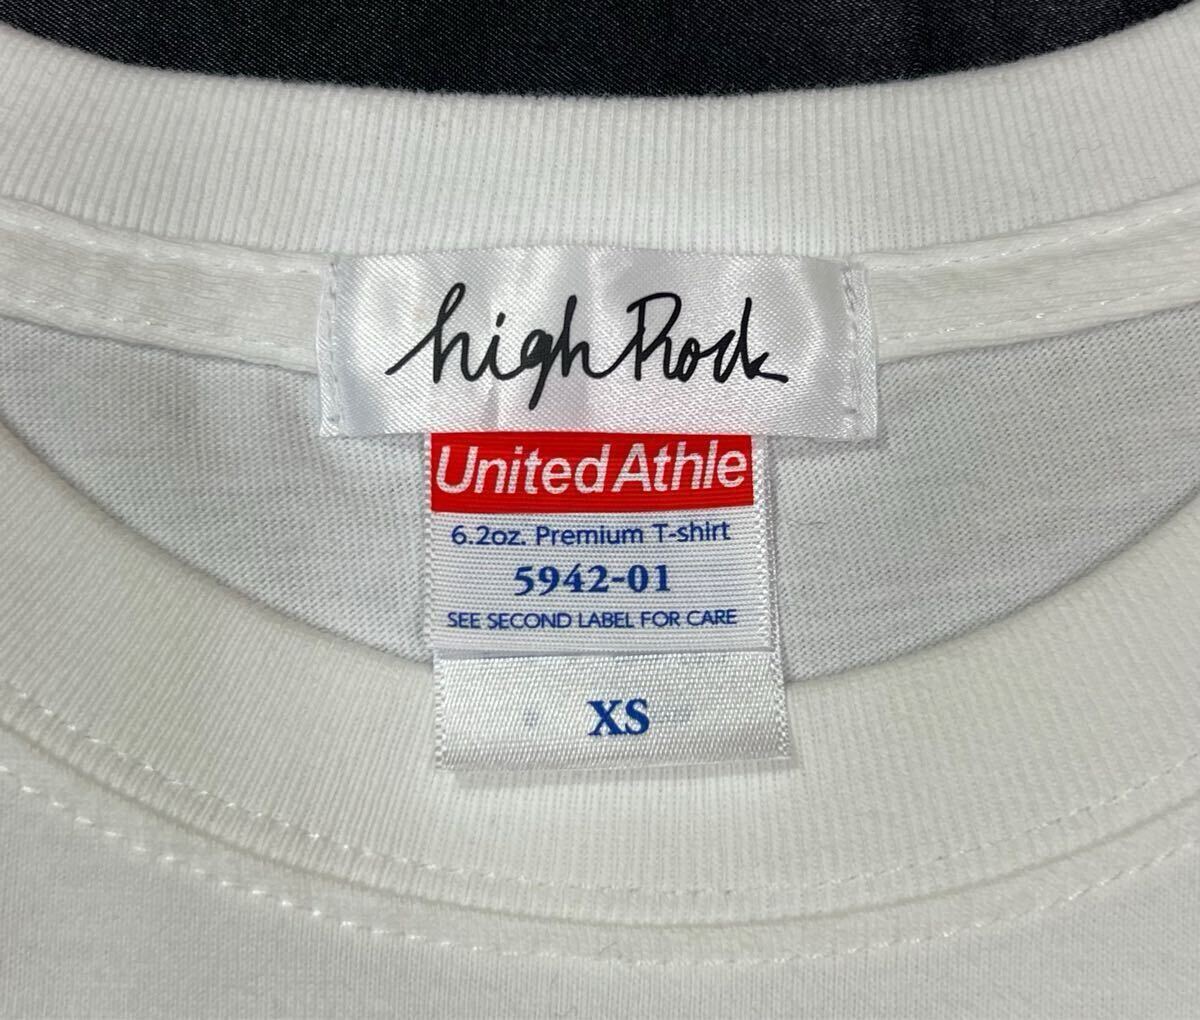 high Rock
United Athle
6.2oz. Premium T-shirt
5942-01
SEE SECOND LABEL FOR CARE
XS